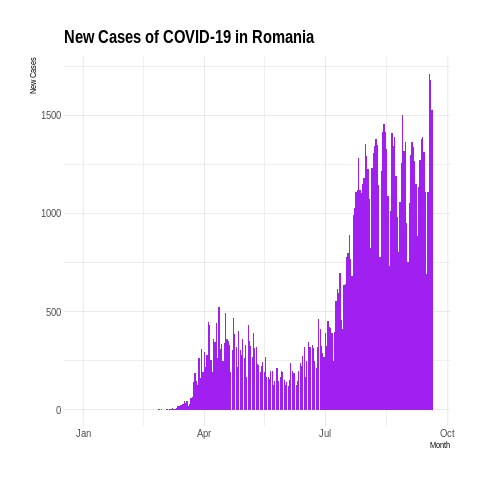 New Cases of COVID-19 in Romania
New Cases
1500
1000
500
0
Jan Apr Jul Oct
Month